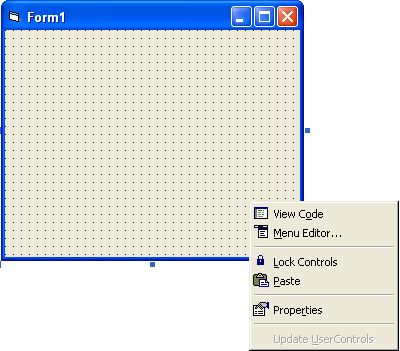 Form1
View Code
Menu Editor...
Lock Controls
Paste
Properties
Update UserControls